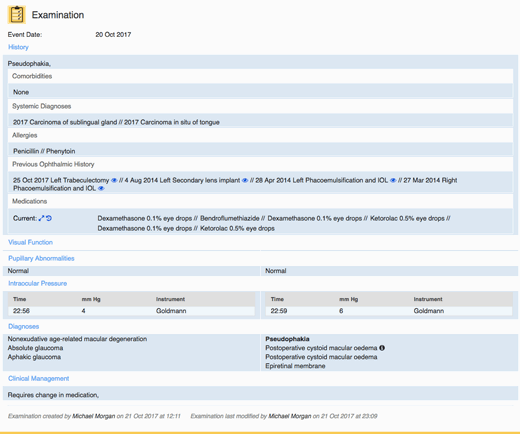 Examination
Event Date: 20 Oct 2017
History
Pseudophakia,
Comorbidities
None
Systemic Diagnoses
2017 Carcinoma of sublingual gland // 2017 Carcinoma in situ of tongue
Allergies
Penicillin // Phenytoin
Previous Ophthalmic History
25 Oct 2017 Left Trabeculectomy // 4 Aug 2014 Left Secondary lens implant // 28 Apr 2014 Left Phacoemulsification and IOL // 27 Mar 2014 Right
Phacoemulsification and IOL
Medications
Current: Dexamethasone 0.1% eye drops // Bendroflumethiazide // Dexamethasone 0.1% eye drops // Ketorolac 0.5% eye drops //
Dexamethasone 0.1% eye drops // Ketorolac 0.5% eye drops
Visual Function
Pupillary Abnormalities
Normal Normal
Intraocular Pressure
Time mm Hg Instrument Time mm Hg Instrument
22:56 4 Goldmann 22:59 6 Goldmann
Diagnoses
Nonexudative age-related macular degeneration Pseudophakia
Absolute glaucoma Postoperative cystoid macular oedema
Aphakic glaucoma Postoperative cystoid macular oedema
Epiretinal membrane
Clinical Management
Requires change in medication,
Examination created by Michael Morgan on 21 Oct 2017 at 12:11 Examination last modified by Michael Morgan on 21 Oct 2017 at 23:09